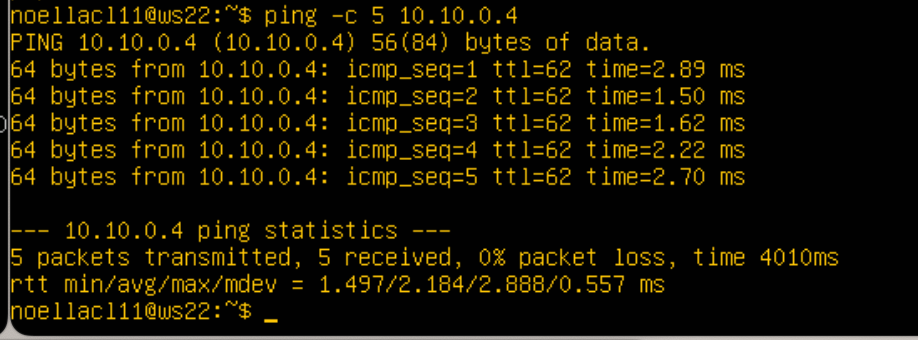 noellacl11@ws22:~$ ping -c 5 10.10.0.4
PING 10.10.0.4 (10.10.0.4) 56(84) bytes of data.
64 bytes from 10.10.0.4: icmp_seq=1 ttl=62 time=2.89 ms
64 bytes from 10.10.0.4: icmp_seq=2 ttl=62 time=1.50 ms
64 bytes from 10.10.0.4: icmp_seq=3 ttl=62 time=1.62 ms
64 bytes from 10.10.0.4: icmp_seq=4 ttl=62 time=2.22 ms
64 bytes from 10.10.0.4: icmp_seq=5 ttl=62 time=2.70 ms
--- 10.10.0.4 ping statistics ---
5 packets transmitted, 5 received, 0% packet loss, time 4010ms
rtt min/avg/max/mdev = 1.497/2.184/2.888/0.557 ms
noellacl11@ws22:~$ _